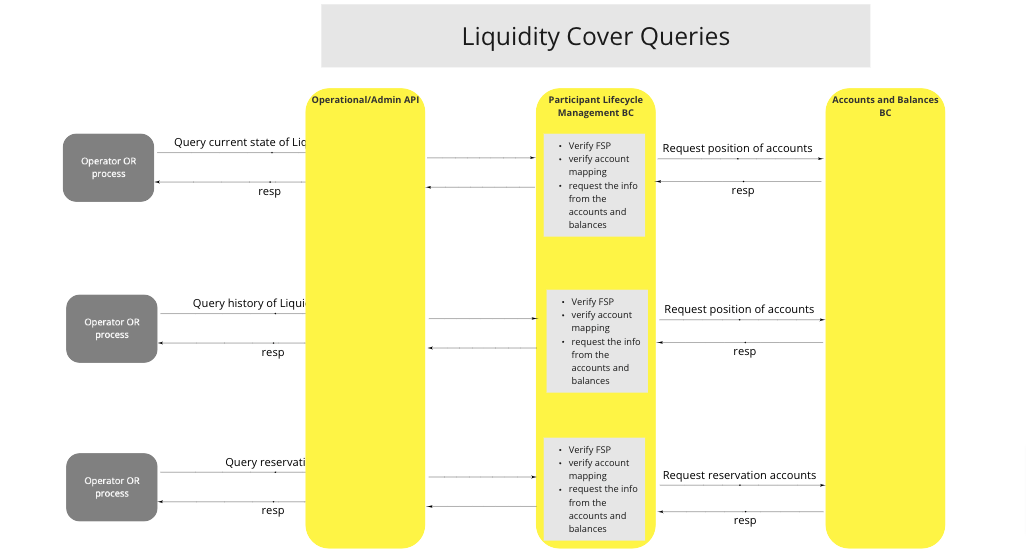 Liquidity Cover Queries
Operational/Admin API
Participant Lifecycle
Management BC
Accounts and Balances
BC
Operator OR
process
Query current state of
resp
• Verify FSP
• verify account
mapping
• request the info
from the
accounts and
balances
Request position of accounts
resp
Operator OR
process
Query history of
resp
• Verify FSP
• verify account
mapping
• request the info
from the
accounts and
balances
Request position of accounts
resp
Operator OR
process
Query
resp
• Verify FSP
• verify account
mapping
• request the info
from the
accounts and
balances
Request reservation accounts
resp